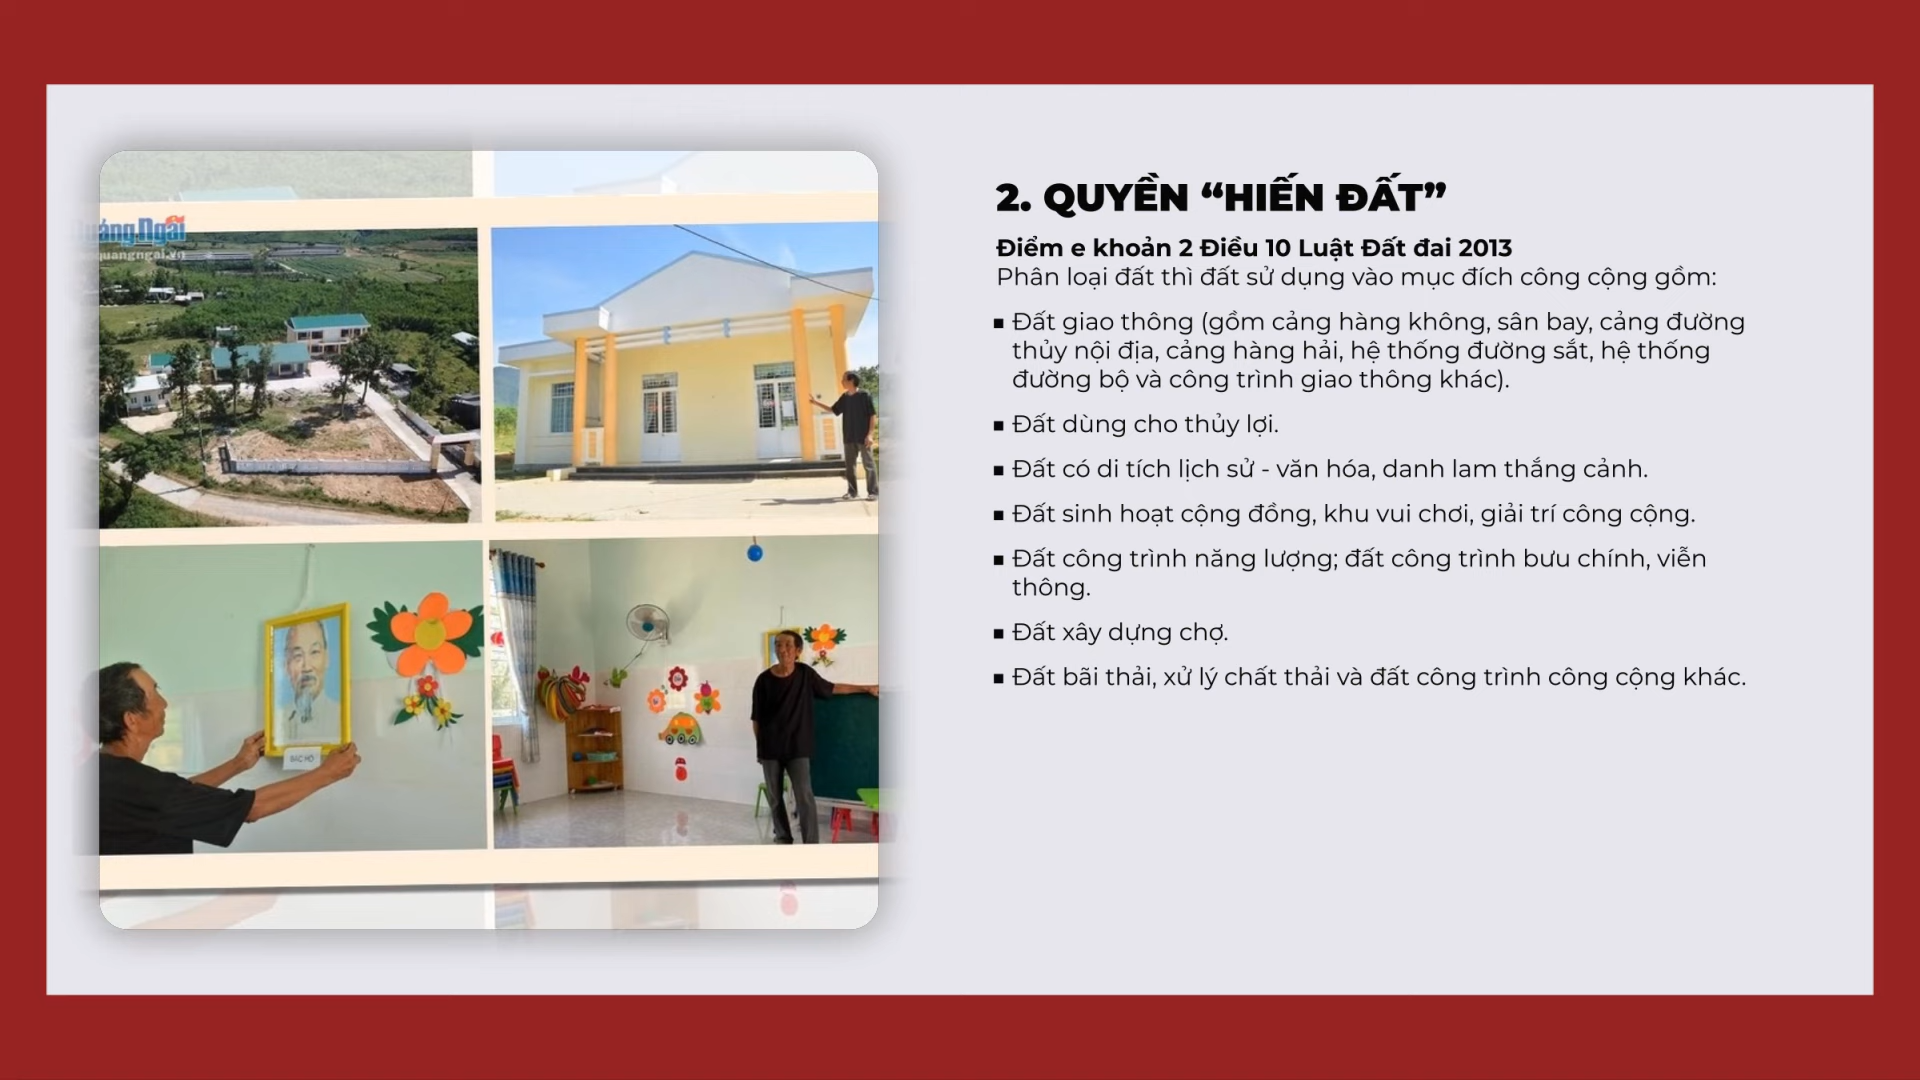 Quảng Ngãi
quangngai.vn
BÁC HỒ
2. QUYỀN “HIẾN ĐẤT”
Điểm e khoản 2 Điều 10 Luật Đất đai 2013
Phân loại đất thì đất sử dụng vào mục đích công cộng gồm:
▪ Đất giao thông (gồm cảng hàng không, sân bay, cảng đường
thủy nội địa, cảng hàng hải, hệ thống đường sắt, hệ thống
đường bộ và công trình giao thông khác).
▪ Đất dùng cho thủy lợi.
▪ Đất có di tích lịch sử - văn hóa, danh lam thắng cảnh.
▪ Đất sinh hoạt cộng đồng, khu vui chơi, giải trí công cộng.
▪ Đất công trình năng lượng; đất công trình bưu chính, viễn
thông.
▪ Đất xây dựng chợ.
▪ Đất bãi thải, xử lý chất thải và đất công trình công cộng khác.